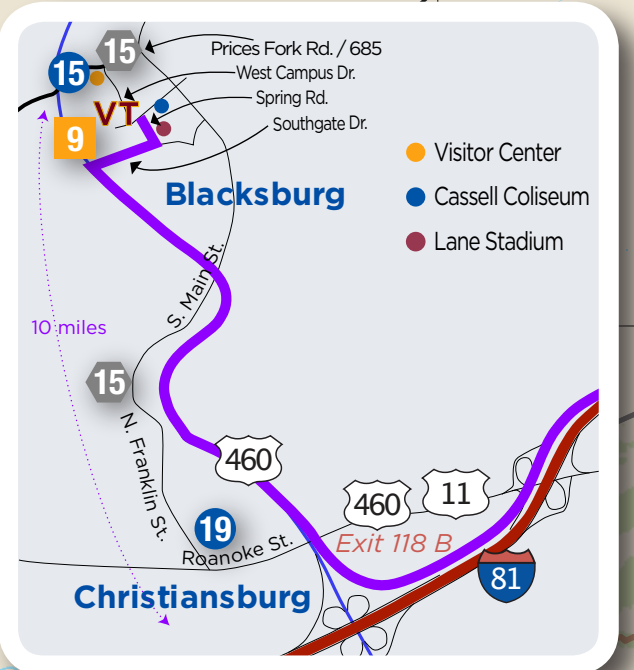 15
Prices Fork Rd. / 685
15
West Campus Dr.
Spring Rd.
VT
Southgate Dr.
9
Visitor Center
Blacksburg
Cassell Coliseum
Lane Stadium
S. Main St.
10 miles
15
N. Franklin St.
460
460
11
19
Roanoke St.
Exit 118 B
81
Christiansburg